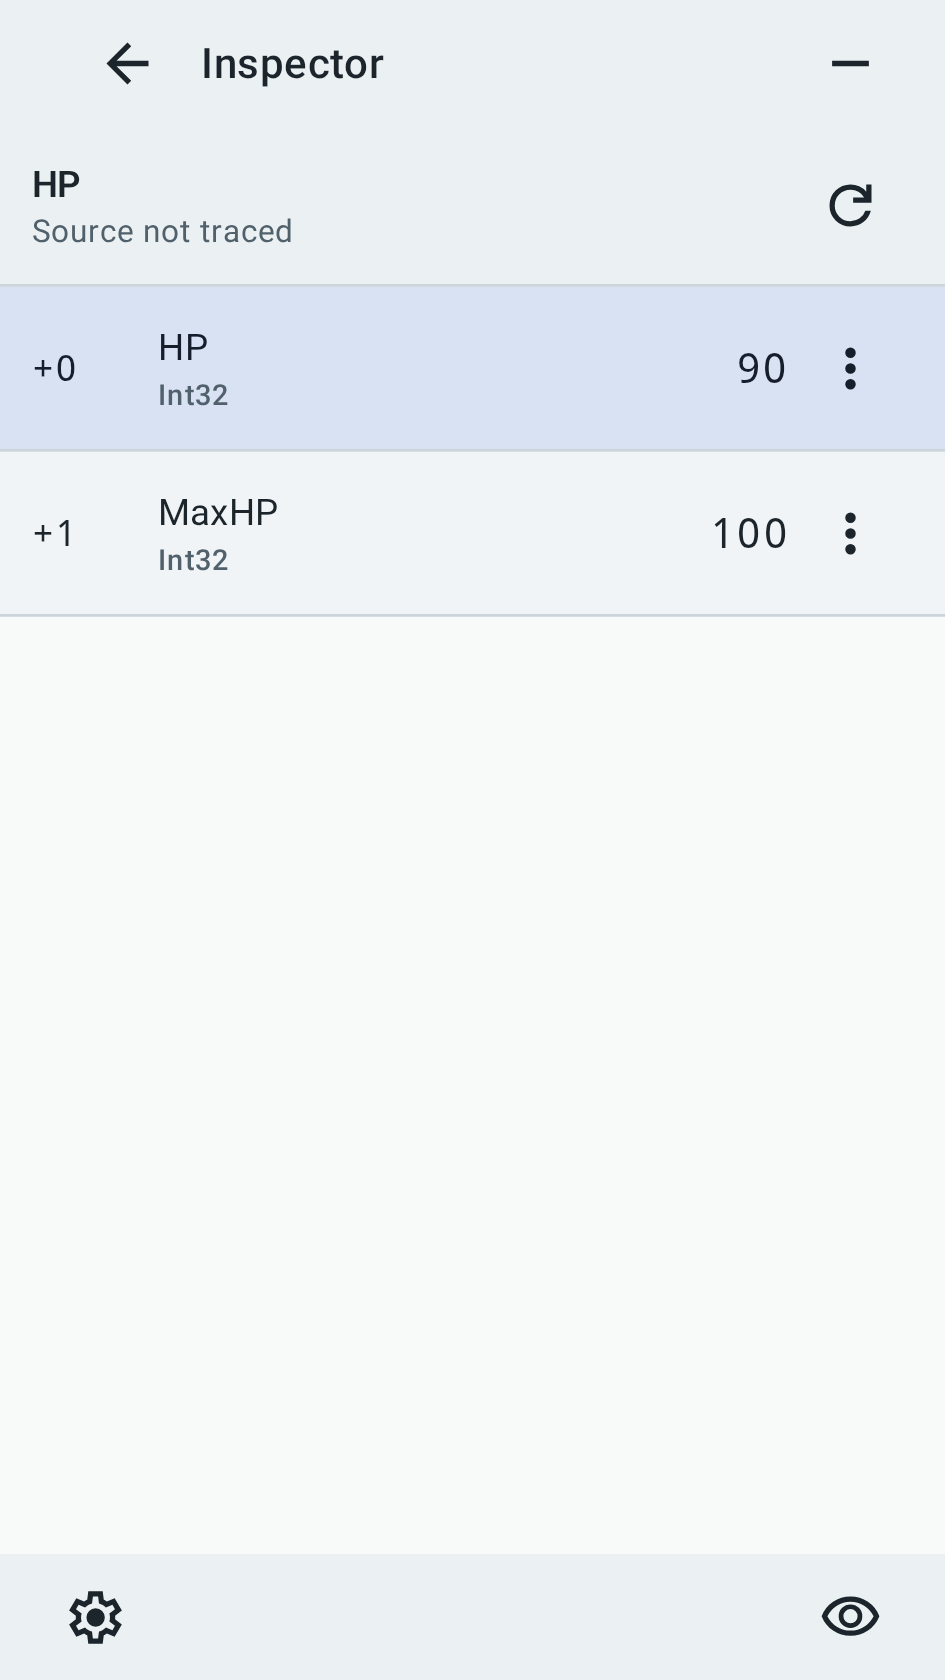 Inspector
HP
Source not traced
+0
HP
Int32
90
+1
MaxHP
Int32
100